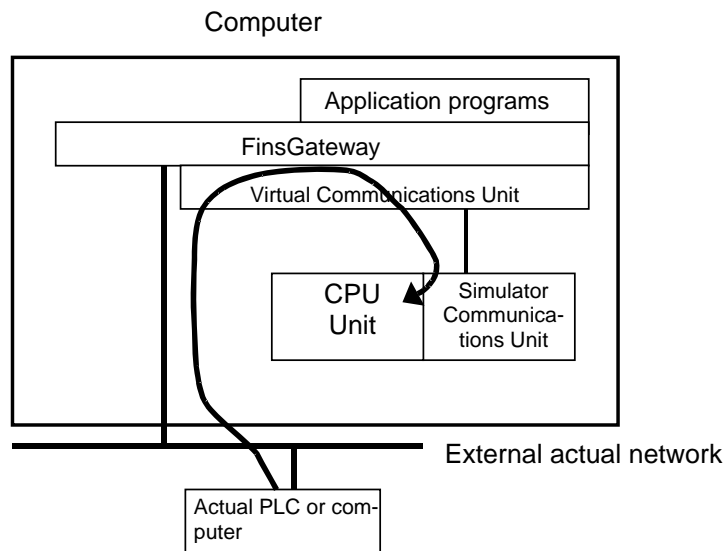 Computer
Application programs
FinsGateway
Virtual Communications Unit
CPU
Unit
Simulator
Communica-
tions Unit
External actual network
Actual PLC or com-
puter